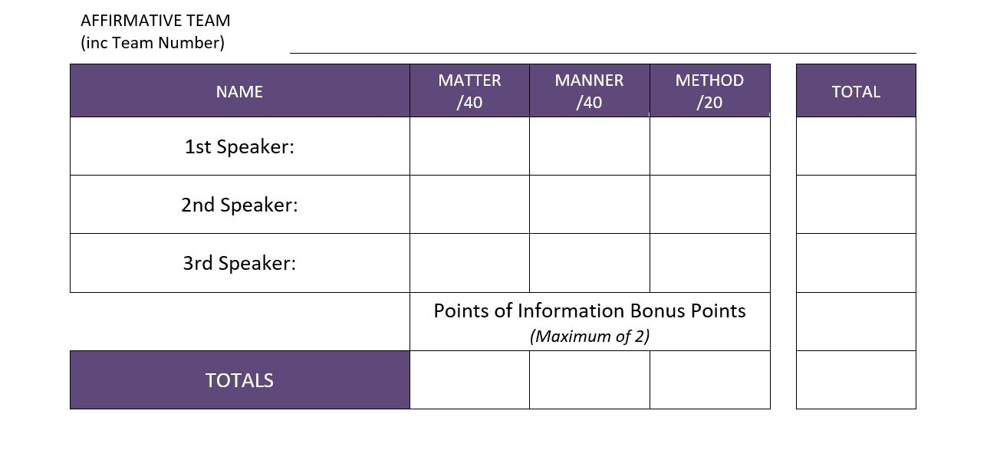 AFFIRMATIVE TEAM
(inc Team Number)
NAME
MATTER
/40
MANNER
/40
METHOD
/20
TOTAL
1st Speaker:
2nd Speaker:
3rd Speaker:
Points of Information Bonus Points
(Maximum of 2)
TOTALS